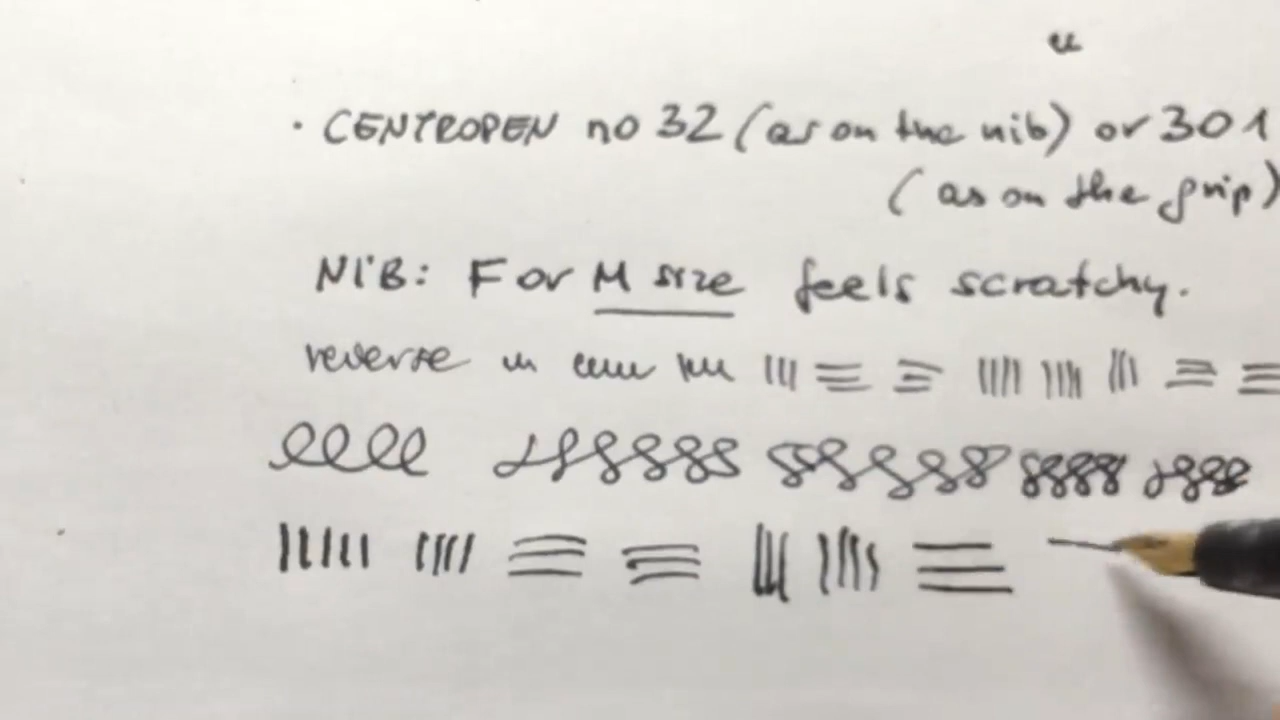 u
· CENTROPEN no 32 (as on the nib) or 301
(as on the grip)
NIB: F or M size feels scratchy.
reverse